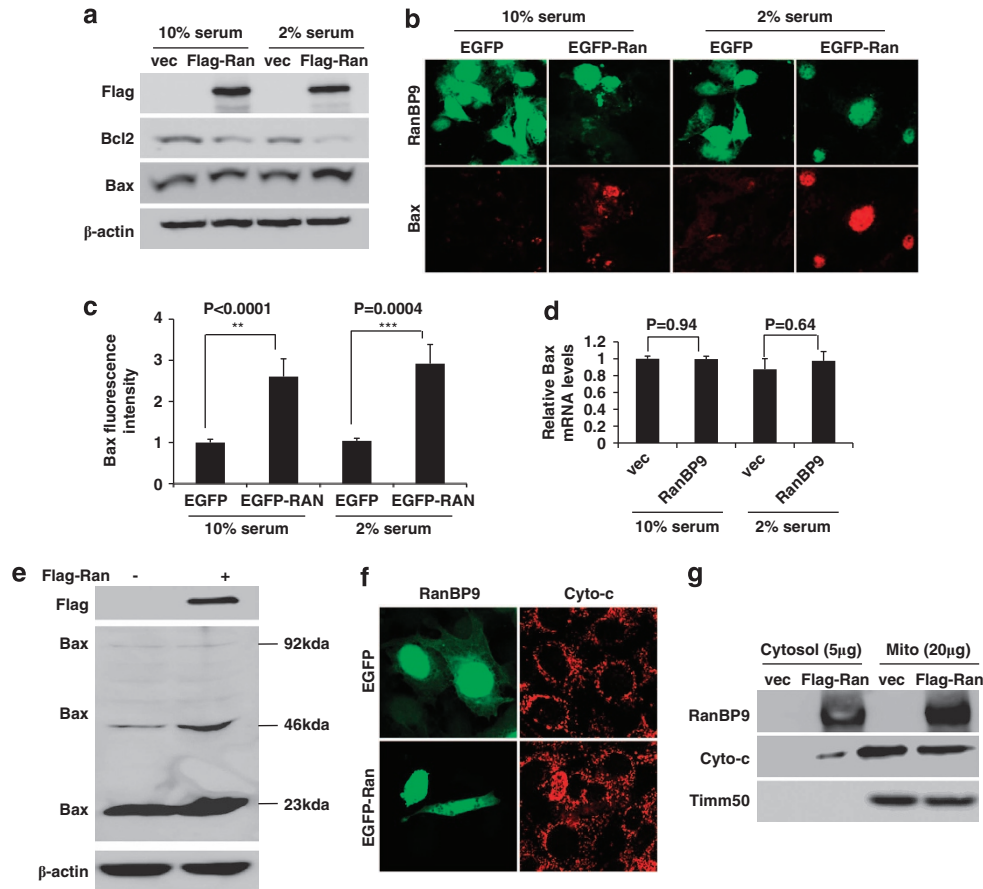 a
10% serum 2% serum
vec Flag-Ran vec Flag-Ran
Flag
Bcl2
Bax
β-actin
b
10% serum 2% serum
EGFP EGFP-Ran EGFP EGFP-Ran
RanBP9
Bax
c
P<0.0001 P=0.0004
** ***
Bax fluorescence
intensity
4
3
2
1
0
EGFP EGFP-RAN EGFP EGFP-RAN
10% serum 2% serum
d
P=0.94 P=0.64
Relative Bax
mRNA levels
1.2
1
0.8
0.6
0.4
0.2
0
vec RanBP9 vec RanBP9
10% serum 2% serum
e
Flag-Ran - +
Flag
Bax 92kda
Bax 46kda
Bax 23kda
β-actin
f
RanBP9 Cyto-c
EGFP
EGFP-Ran
g
Cytosol (5μg) Mito (20μg)
vec Flag-Ran vec Flag-Ran
RanBP9
Cyto-c
Timm50